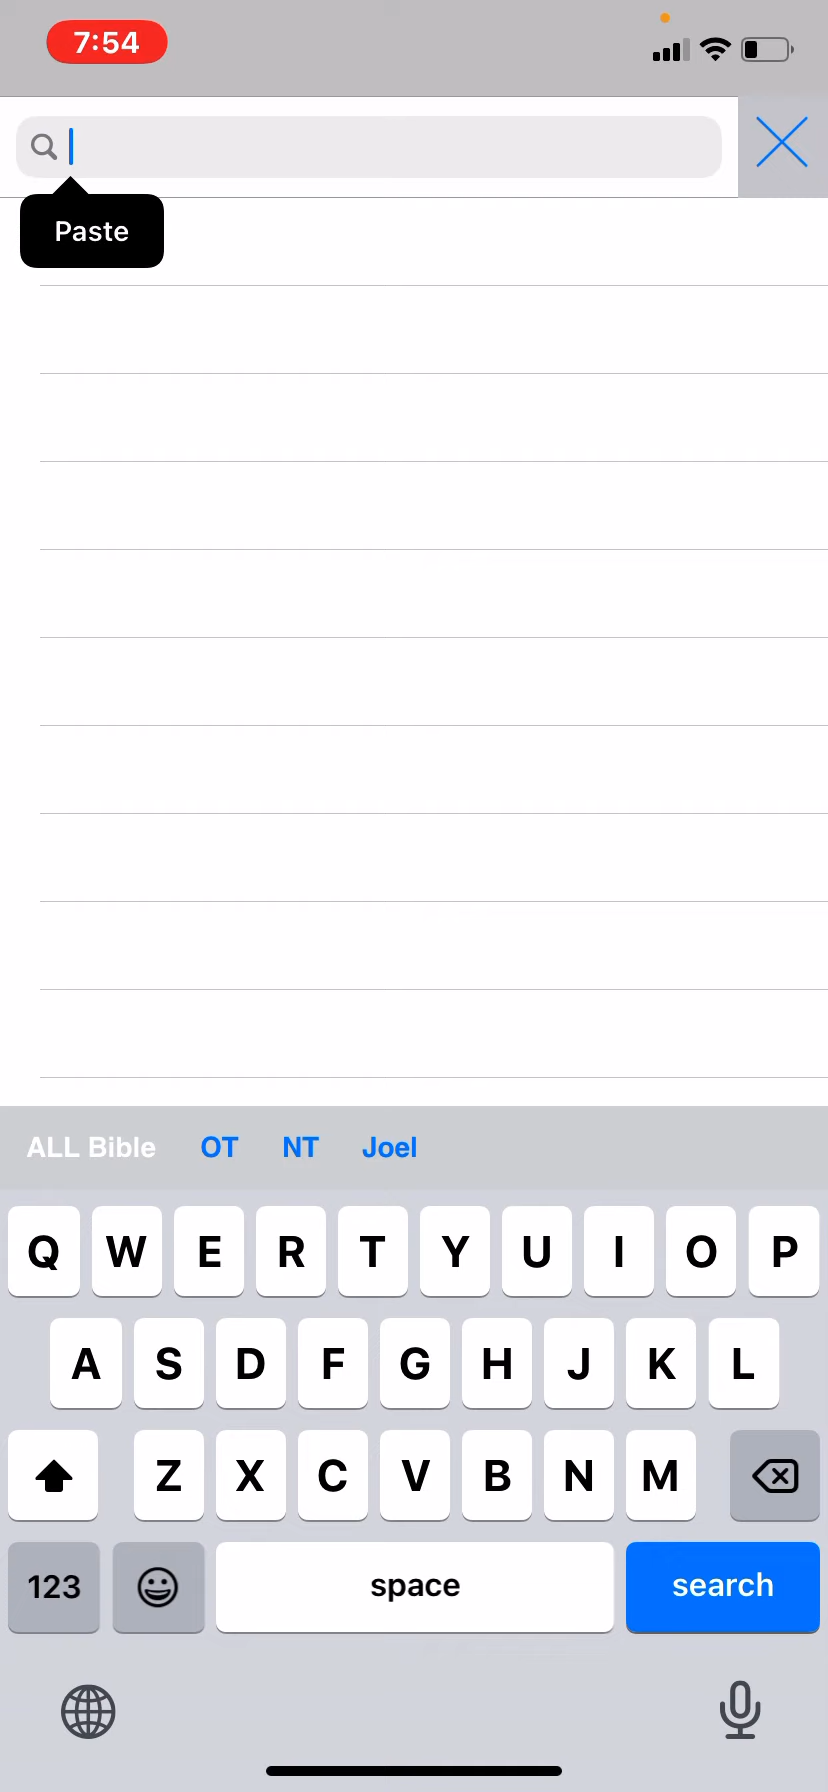 7:54
Paste
ALL Bible OT NT Joel
Q W E R T Y U I O P
A S D F G H J K L
Z X C V B N M
123 space search